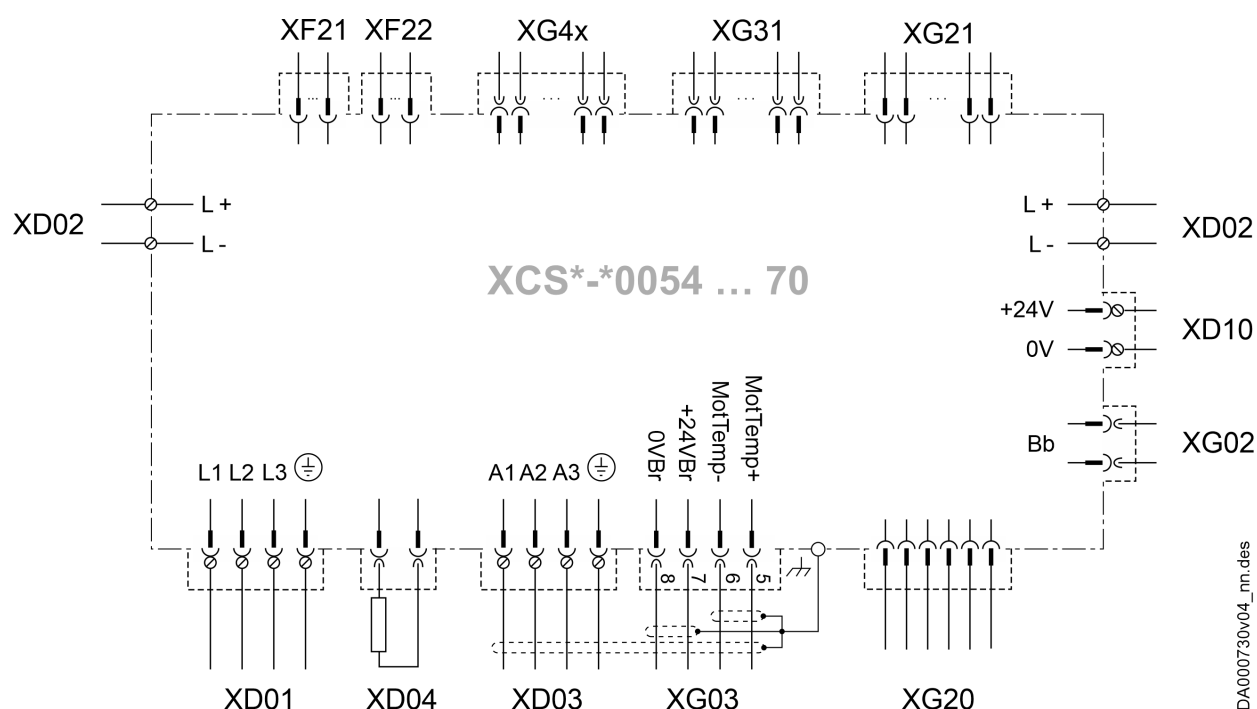 XF21 XF22 XG4x XG31 XG21
... ... ... ... ...
XD02 L + L + XD02
L - L -
XCS*-*0054 ... 70
+24V XD10
0V
Bb XG02
L1 L2 L3 A1 A2 A3 0VBr +24VBr MotTemp- MotTemp+
8 7 6 5
XD01 XD04 XD03 XG03 XG20
DA000730v04_nn.des